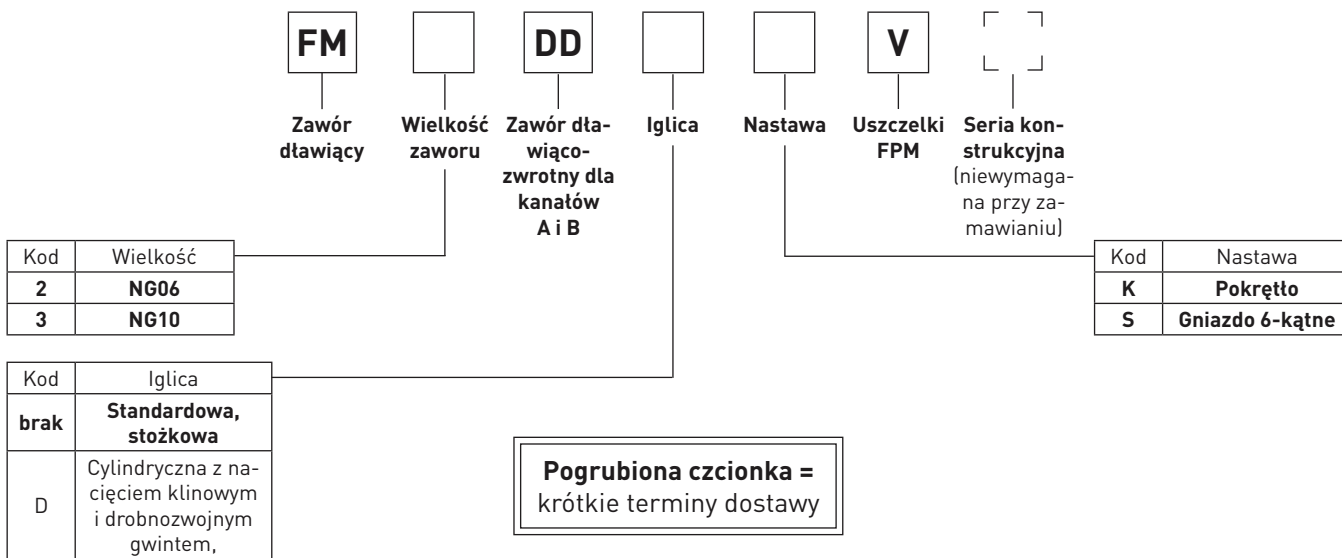 FM
DD
V
Zawór
dławiący
Wielkość
zaworu
Zawór dła-
wiąco-
zwrotny dla
kanałów
A i B
Iglica
Nastawa
Uszczelki
FPM
Seria kon-
strukcyjna
(niewymaga-
na przy za-
mawianiu)
Kod Wielkość
2 NG06
3 NG10
Kod Nastawa
K Pokrętło
S Gniazdo 6-kątne
Kod Iglica
brak Standardowa,
stożkowa
D Cylindryczna z na-
cięciem klinowym
i drobnozwojnym
gwintem,
Pogrubiona czcionka =
krótkie terminy dostawy